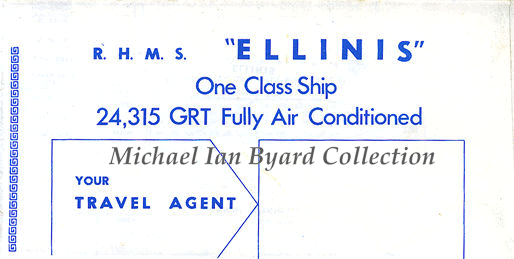 R. H. M. S. "ELLINIS"
One Class Ship
24,315 GRT Fully Air Conditioned
Michael Ian Byard Collection
YOUR
TRAVEL AGENT